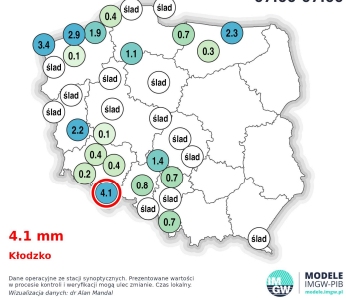 0.4
ślad
ślad
3.4
2.9
1.9
0.7
2.3
0.1
1.1
0.3
ślad
ślad
ślad
ślad
ślad
ślad
ślad
2.2
0.1
ślad
0.4
0.4
1.4
ślad
0.2
0.7
4.1
0.8
ślad
ślad
0.7
ślad
4.1 mm
Kłodzko
Dane operacyjne ze stacji synoptycznych. Prezentowane wartości
w procesie kontroli i weryfikacji mogą ulec zmianie. Czas lokalny.
Wizualizacja danych: dr Alan Mandal
IM
GW
MODELE
IMGW-PIB
modele.imgw.pl